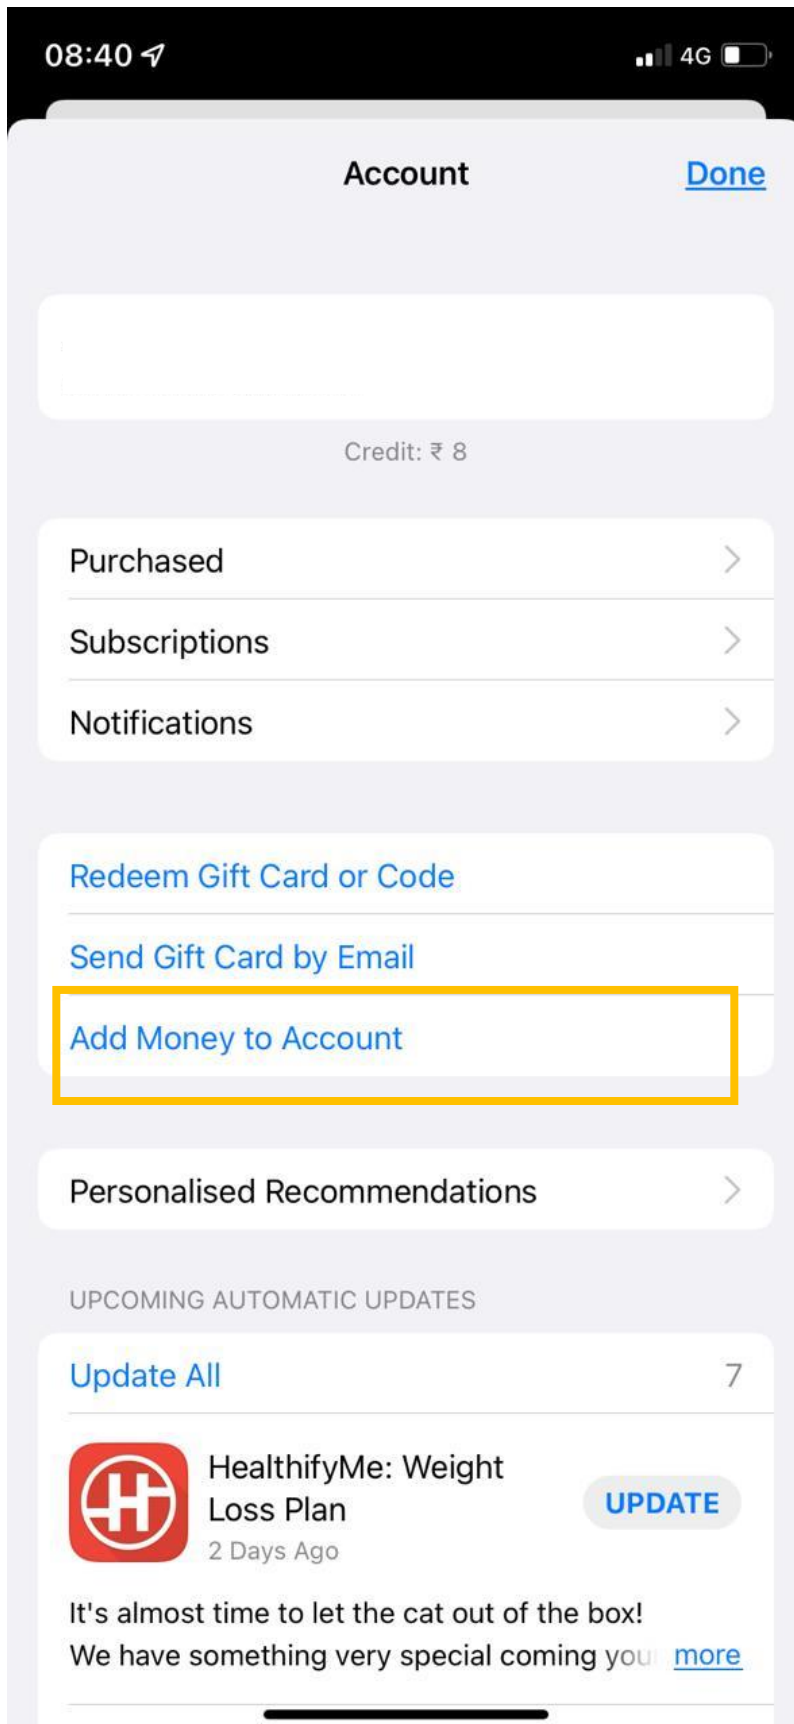 08:40
4G
Account
Done
Credit: ₹ 8
Purchased
Subscriptions
Notifications
Redeem Gift Card or Code
Send Gift Card by Email
Add Money to Account
Personalised Recommendations
UPCOMING AUTOMATIC UPDATES
Update All
7
HealthifyMe: Weight
Loss Plan
UPDATE
2 Days Ago
It's almost time to let the cat out of the box!
We have something very special coming you more